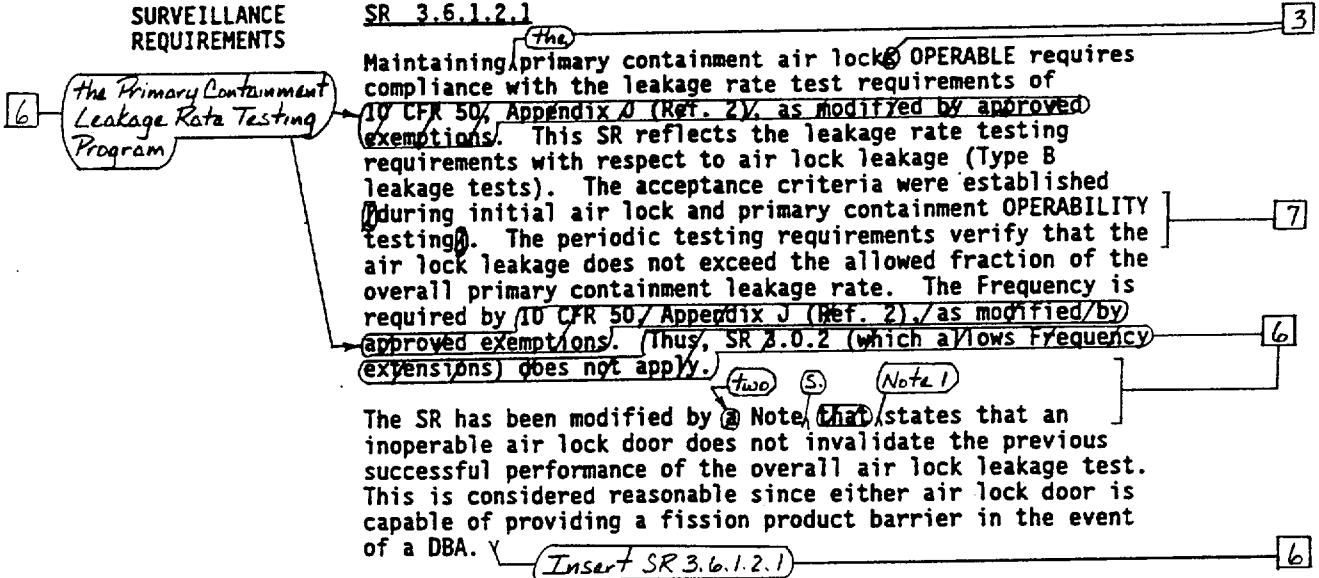 SURVEILLANCE
REQUIREMENTS
SR 3.6.1.2.1
3
the
Maintaining primary containment air locks OPERABLE requires
compliance with the leakage rate test requirements of
6
the Primary Containment
Leakage Rate Testing
Program
10 CFR 50, Appendix J (Ref. 2), as modified by approved
exemptions. This SR reflects the leakage rate testing
requirements with respect to air lock leakage (Type B
leakage tests). The acceptance criteria were established
[during initial air lock and primary containment OPERABILITY
testing]. The periodic testing requirements verify that the
7
air lock leakage does not exceed the allowed fraction of the
overall primary containment leakage rate. The Frequency is
required by 10 CFR 50, Appendix J (Ref. 2), as modified by
approved exemptions. Thus, SR 3.0.2 (which allows Frequency
extensions) does not apply.
6
two
s.
Note 1
The SR has been modified by a Note that states that an
inoperable air lock door does not invalidate the previous
successful performance of the overall air lock leakage test.
This is considered reasonable since either air lock door is
capable of providing a fission product barrier in the event
of a DBA.
Insert SR 3.6.1.2.1
6